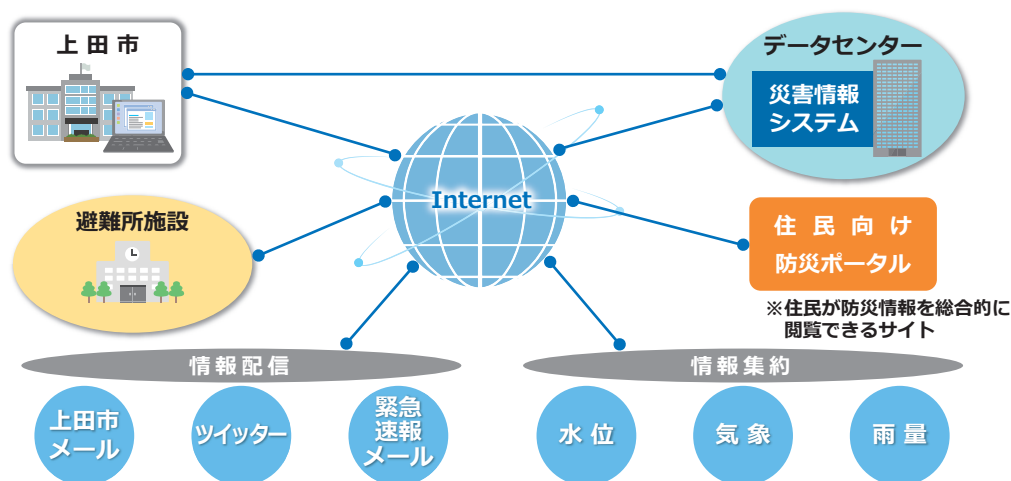 上田市
データセンター
災害情報
システム
Internet
避難所施設
住民向け
防災ポータル
※住民が防災情報を総合的に
閲覧できるサイト
情報配信
情報集約
上田市
メール
ツイッター
緊急
速報
メール
水位
気象
雨量